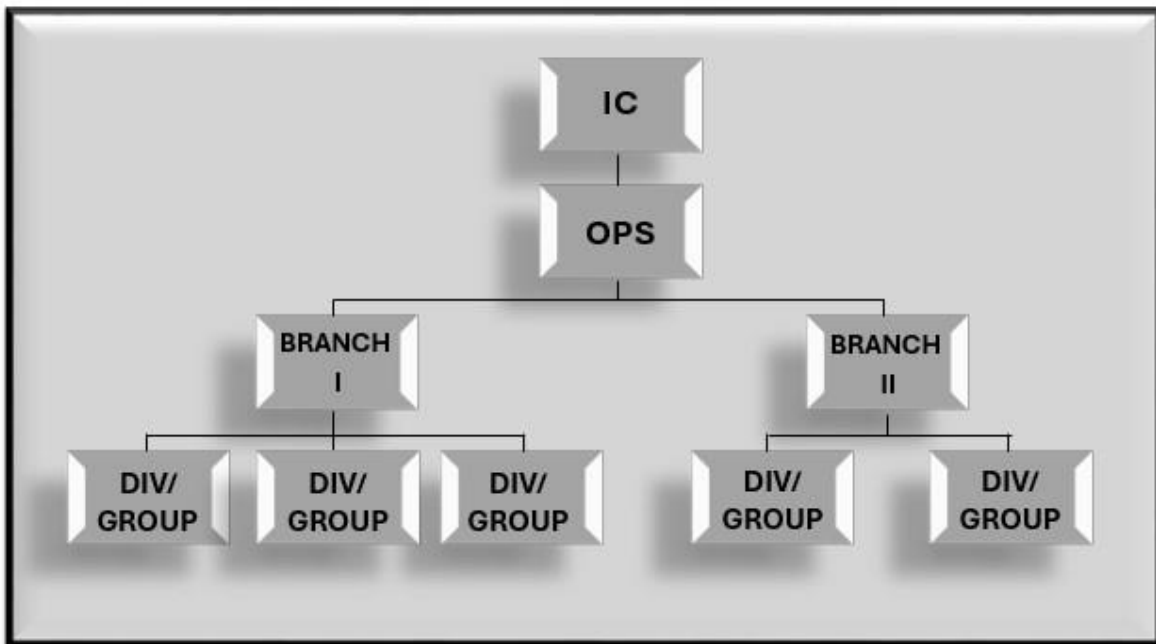 IC
OPS
BRANCH
I
BRANCH
II
DIV/
GROUP
DIV/
GROUP
DIV/
GROUP
DIV/
GROUP
DIV/
GROUP